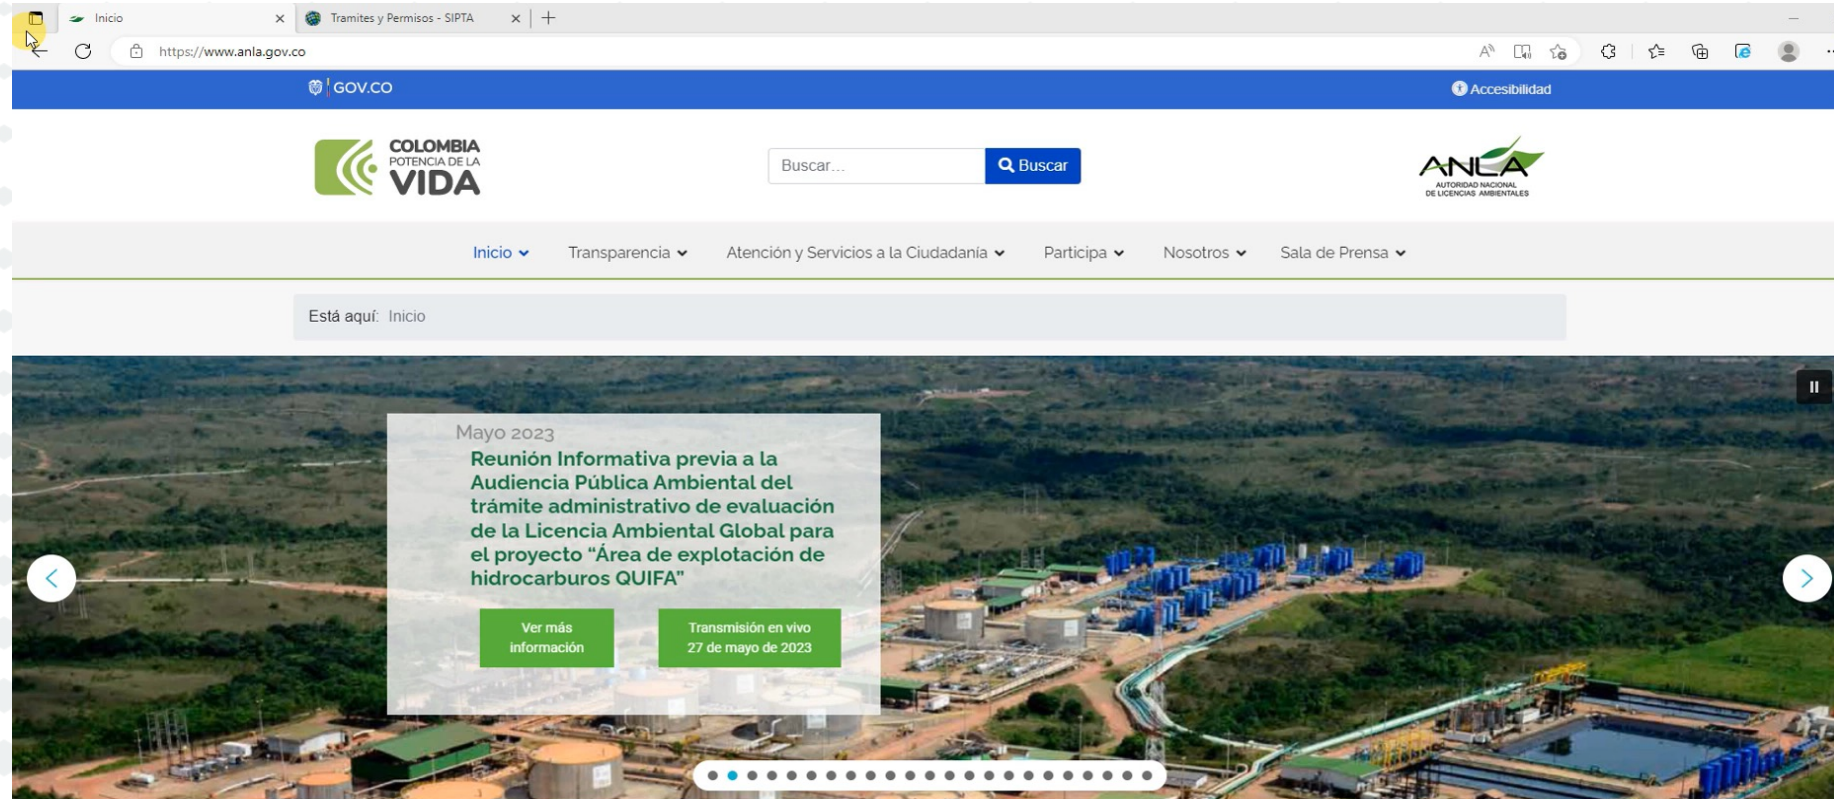 Inicio
Tramites y Permisos - SIPTA
https://www.anla.gov.co
GOV.CO
Accesibilidad
COLOMBIA
POTENCIA DE LA
VIDA
Buscar...
Buscar
ANLA
AUTORIDAD NACIONAL
DE LICENCIAS AMBIENTALES
Inicio Transparencia Atención y Servicios a la Ciudadanía Participa Nosotros Sala de Prensa
Está aquí: Inicio
Mayo 2023
Reunión Informativa previa a la
Audiencia Pública Ambiental del
trámite administrativo de evaluación
de la Licencia Ambiental Global para
el proyecto “Área de explotación de
hidrocarburos QUIFA”
Ver más
información
Transmisión en vivo
27 de mayo de 2023